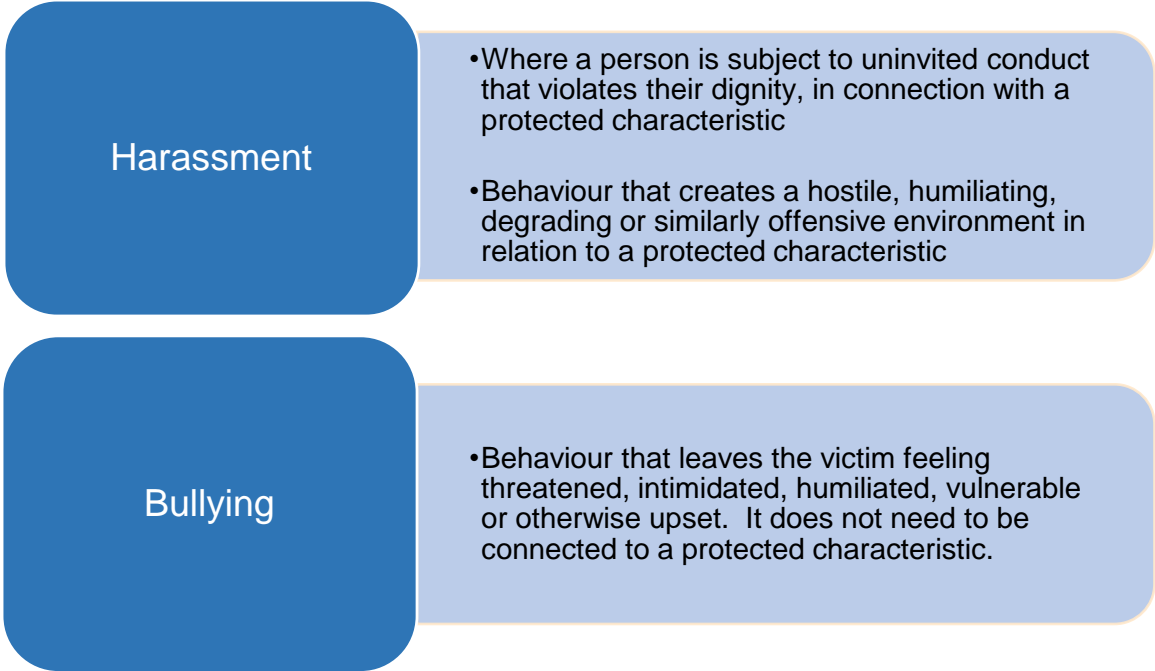 Harassment
•Where a person is subject to uninvited conduct
that violates their dignity, in connection with a
protected characteristic
•Behaviour that creates a hostile, humiliating,
degrading or similarly offensive environment in
relation to a protected characteristic
Bullying
•Behaviour that leaves the victim feeling
threatened, intimidated, humiliated, vulnerable
or otherwise upset.  It does not need to be
connected to a protected characteristic.